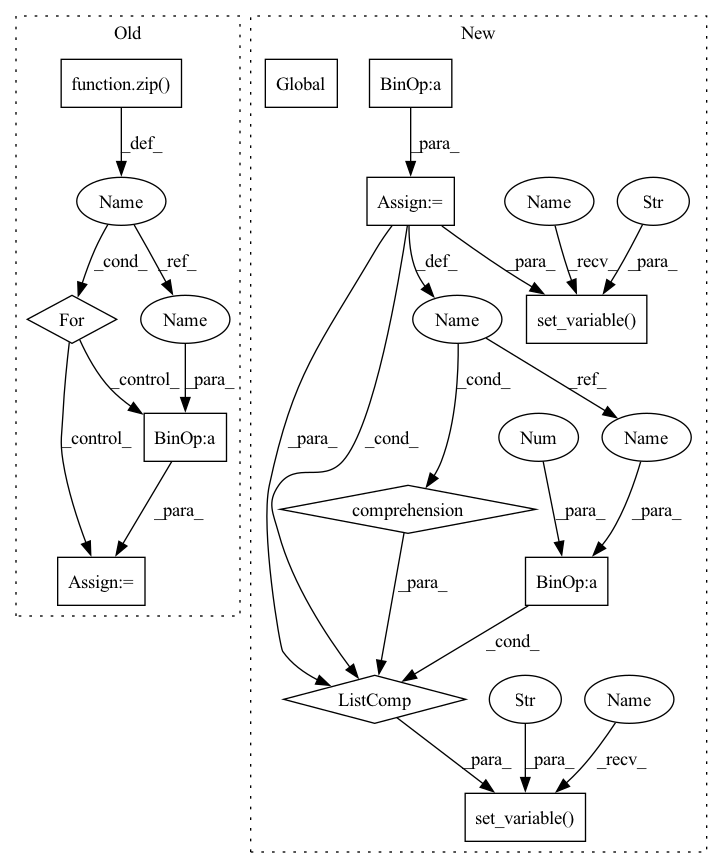 Old
New
function.zip()
Global
BinOp:a
_def_
_para_
Name
Assign:=
Name
Str
_cond_
_ref_
_def_
_para_
_recv_
_para_
For
Name
Name
set_variable()
_control_
_para_
_cond_
_ref_
_control_
BinOp:a
_para_
_cond_
Num
Name
_para_
comprehension
_para_
_para_
Assign:=
_para_
BinOp:a
_cond_
ListComp
Str
Name
_para_
_para_
_recv_
set_variable()